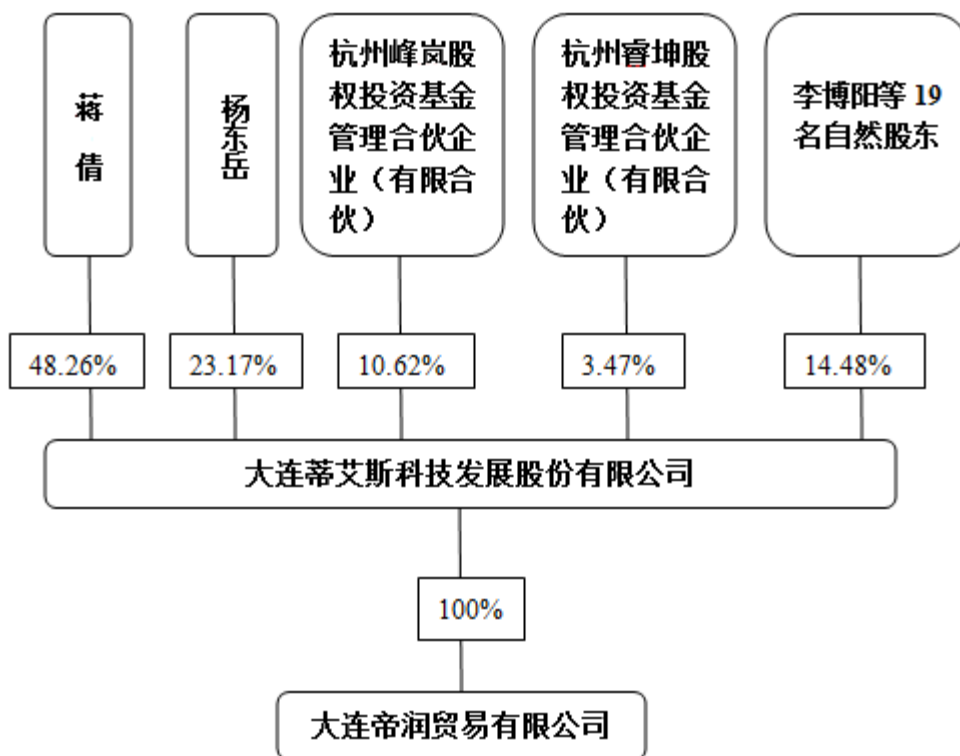 蒋倩
杨东岳
杭州峰岚股
权投资基金
管理合伙企
业（有限合
伙）
杭州睿坤股
权投资基金
管理合伙企
业（有限合
伙）
李博阳等 19
名自然股东
48.26%
23.17%
10.62%
3.47%
14.48%
大连蒂艾斯科技发展股份有限公司
100%
大连帝润贸易有限公司